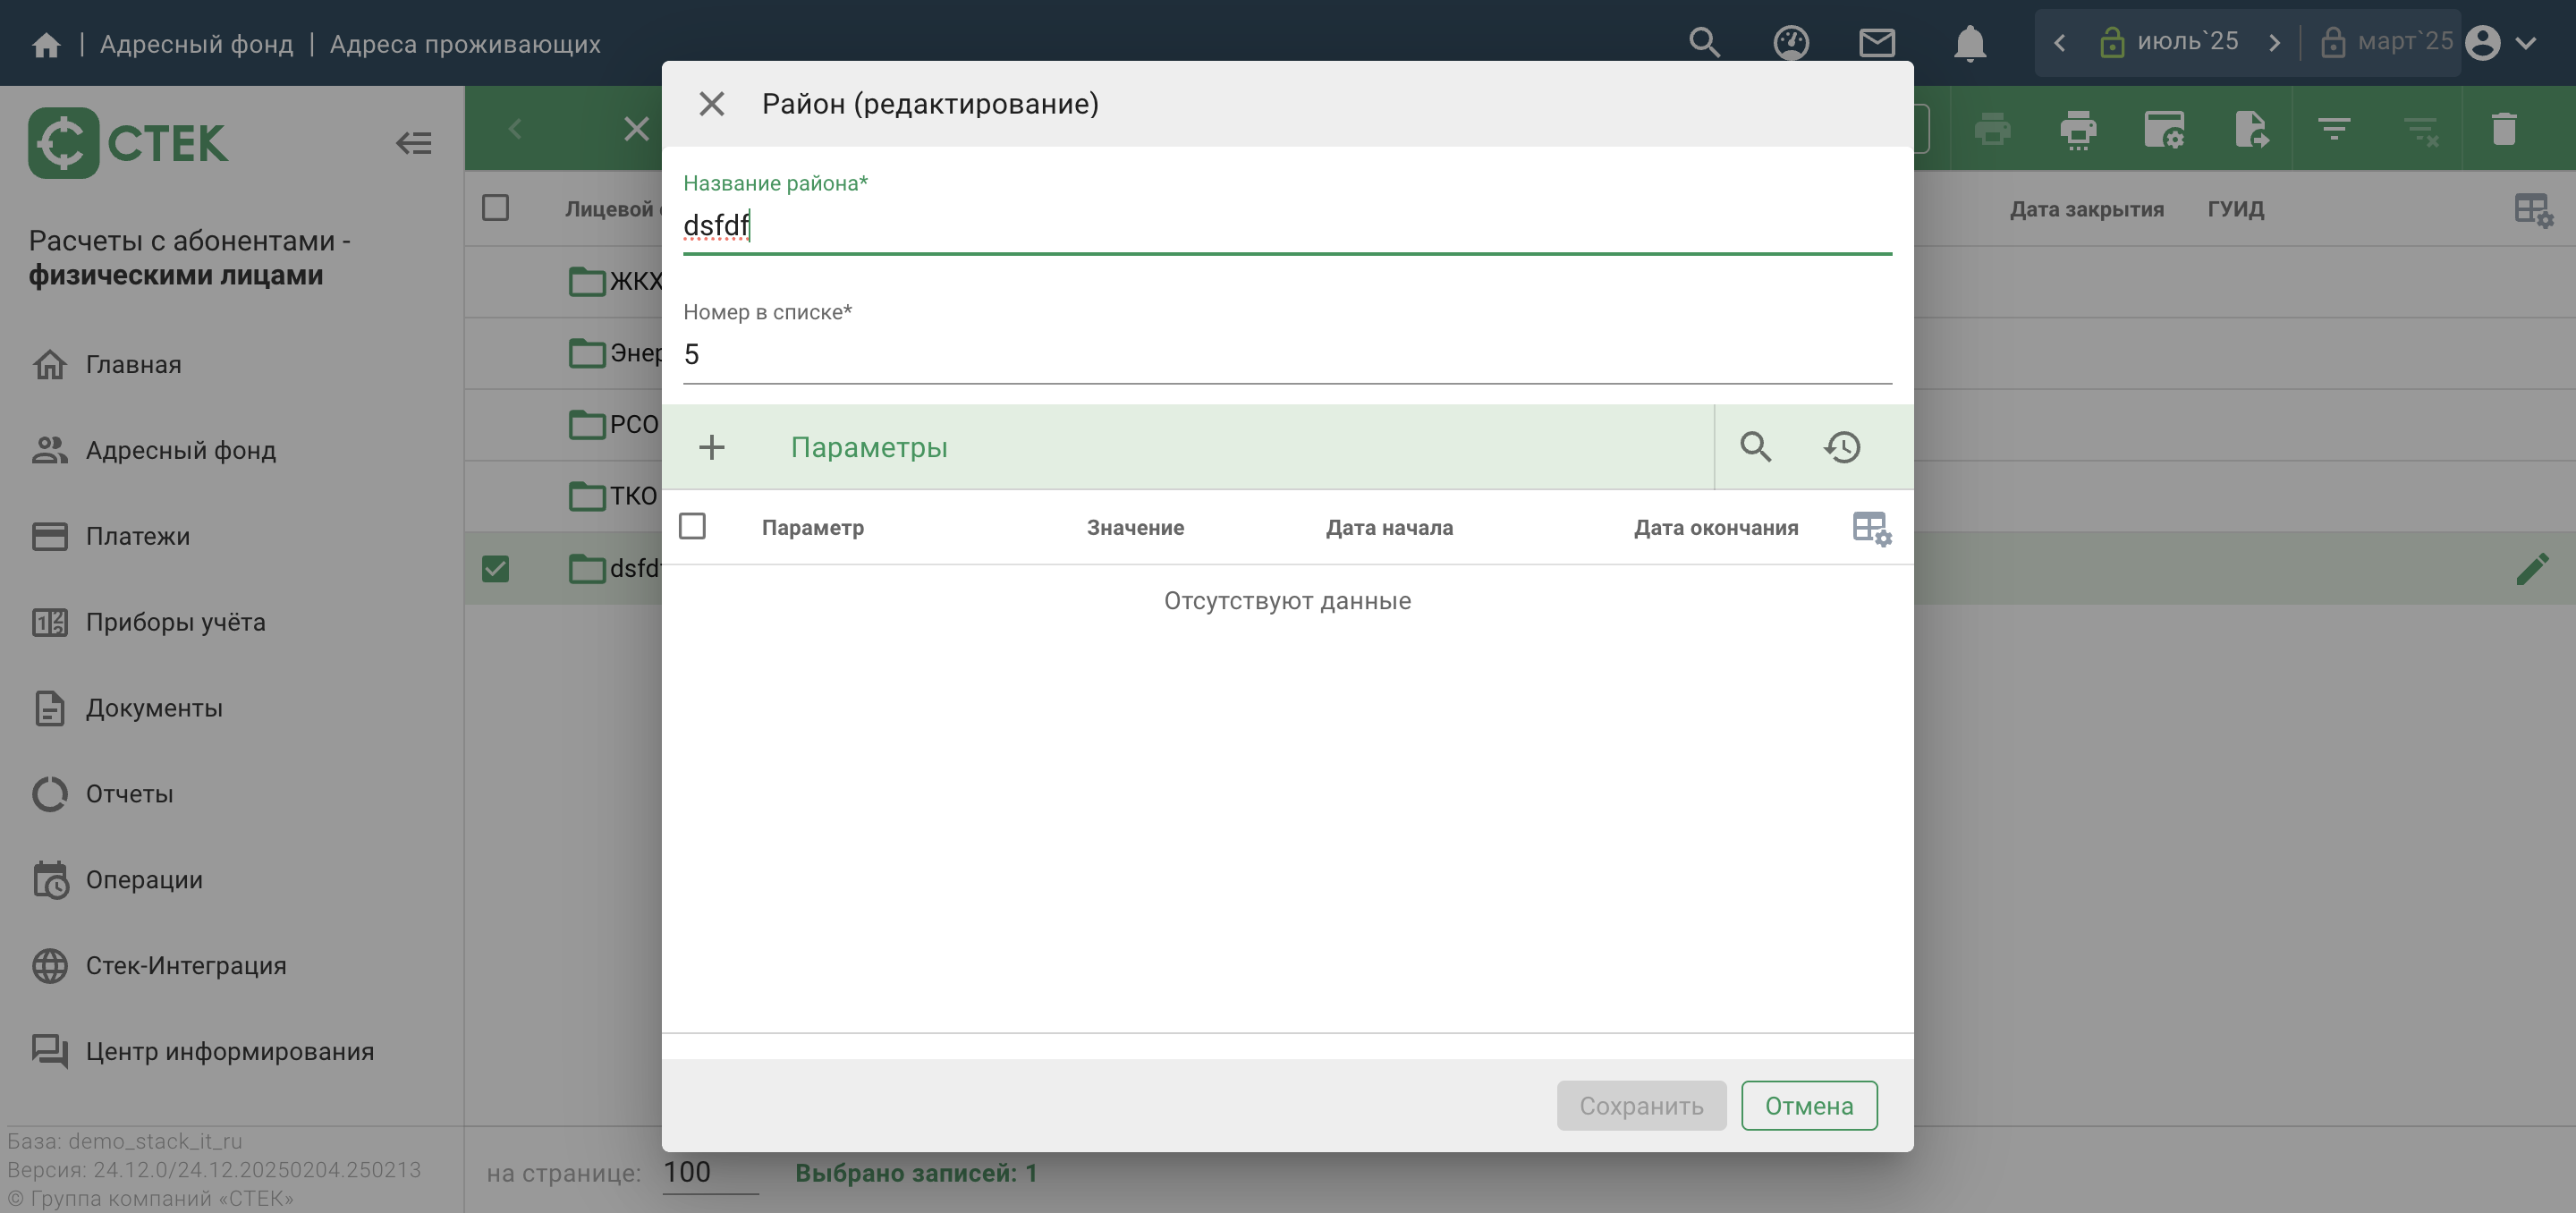 | Адресный фонд | Адреса проживающих
июль`25
март`25
СТЕК
Расчеты с абонентами -
физическими лицами
Главная
Адресный фонд
Платежи
Приборы учёта
Документы
Отчеты
Операции
Стек-Интеграция
Центр информирования
База: demo_stack_it_ru
Версия: 24.12.0/24.12.20250204.250213
© Группа компаний «СТЕК»
Лицевой
Дата закрытия
ГУИД
ЖКХ
Энер
РСО
ТКО
dsfd
Район (редактирование)
Название района*
dsfdf
Номер в списке*
5
Параметры
Параметр
Значение
Дата начала
Дата окончания
Отсутствуют данные
Сохранить
Отмена
на странице: 100
Выбрано записей: 1